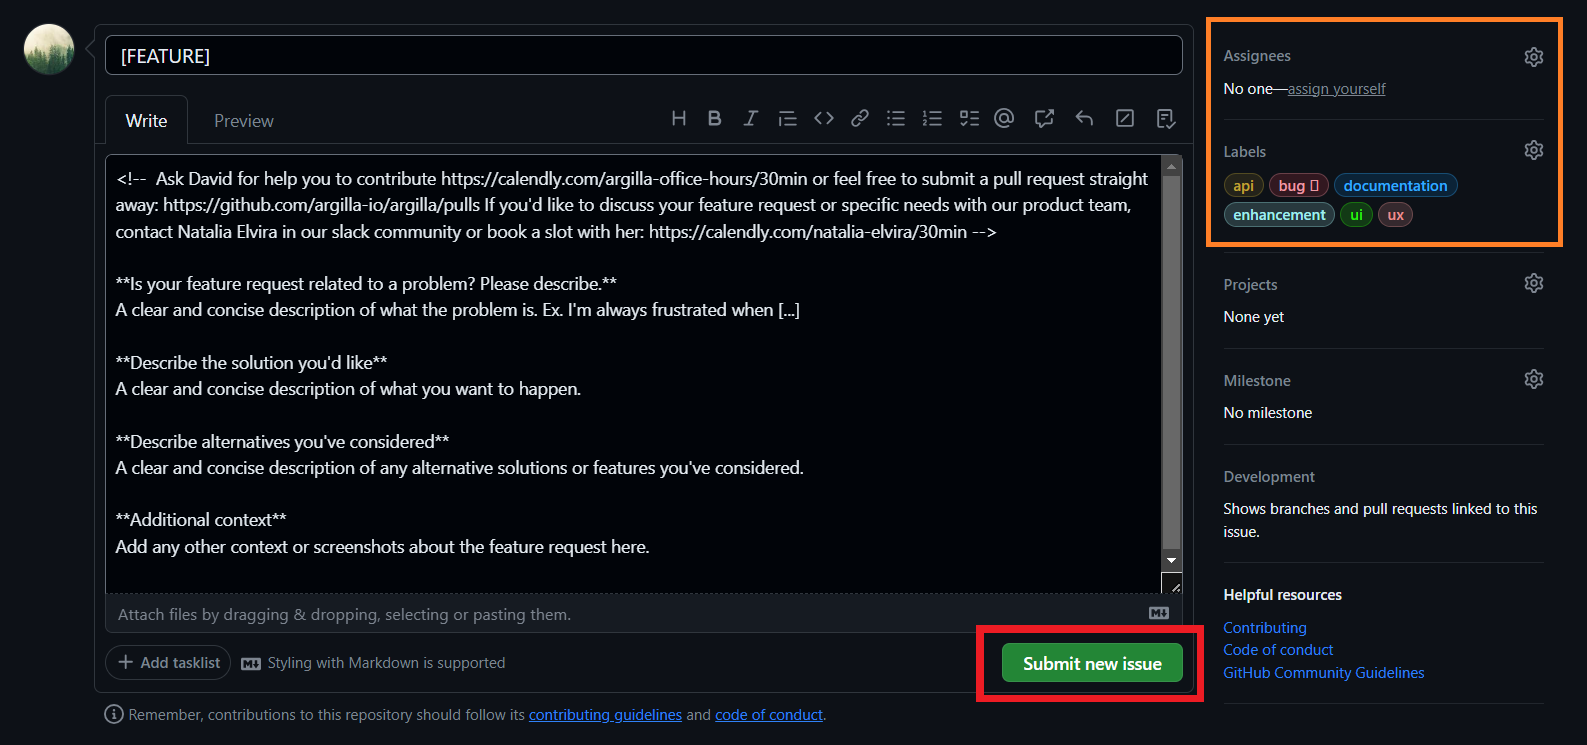 [FEATURE]
Write
Preview
<!-- Ask David for help you to contribute https://calendly.com/argilla-office-hours/30min or feel free to submit a pull request straight
away: https://github.com/argilla-io/argilla/pulls If you'd like to discuss your feature request or specific needs with our product team,
contact Natalia Elvira in our slack community or book a slot with her: https://calendly.com/natalia-elvira/30min -->
**Is your feature request related to a problem? Please describe.**
A clear and concise description of what the problem is. Ex. I'm always frustrated when [...]
**Describe the solution you'd like**
A clear and concise description of what you want to happen.
**Describe alternatives you've considered**
A clear and concise description of any alternative solutions or features you've considered.
**Additional context**
Add any other context or screenshots about the feature request here.
Attach files by dragging & dropping, selecting or pasting them.
Add tasklist
Styling with Markdown is supported
Submit new issue
Remember, contributions to this repository should follow its contributing guidelines and code of conduct.
Assignees
No one—assign yourself
Labels
api bug documentation
enhancement ui ux
Projects
None yet
Milestone
No milestone
Development
Shows branches and pull requests linked to this
issue.
Helpful resources
Contributing
Code of conduct
GitHub Community Guidelines